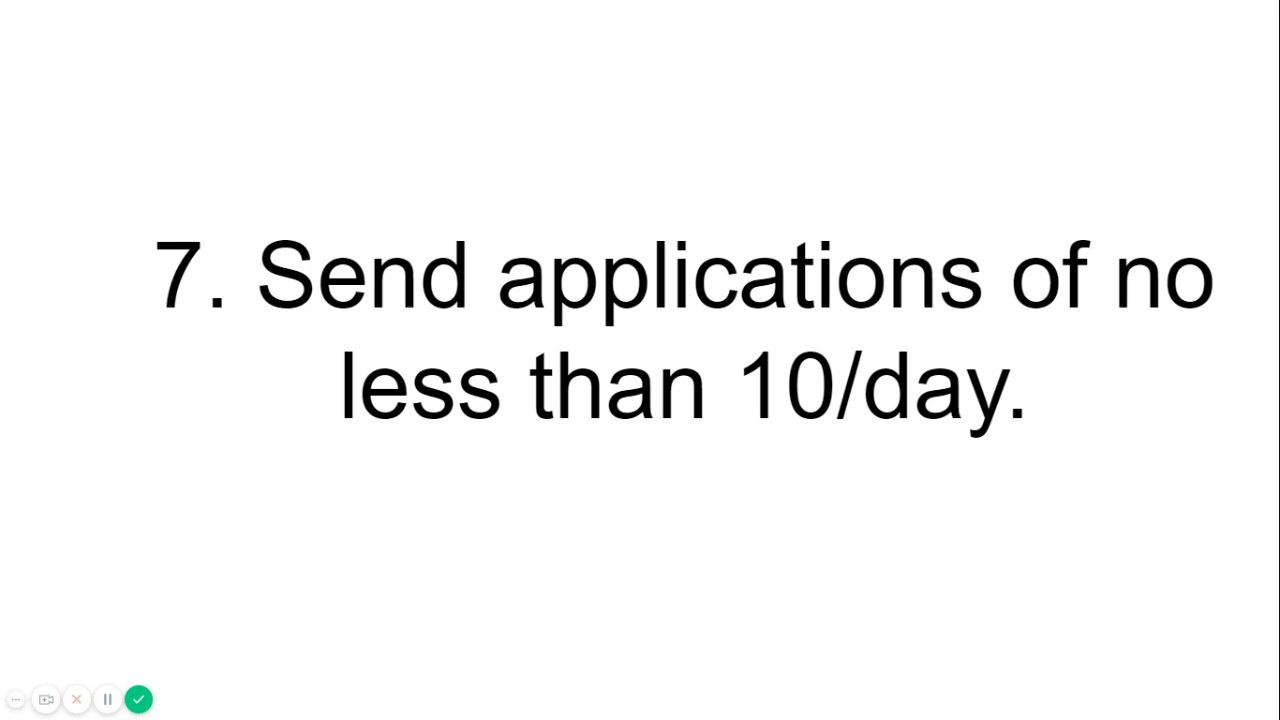 7. Send applications of no
less than 10/day.